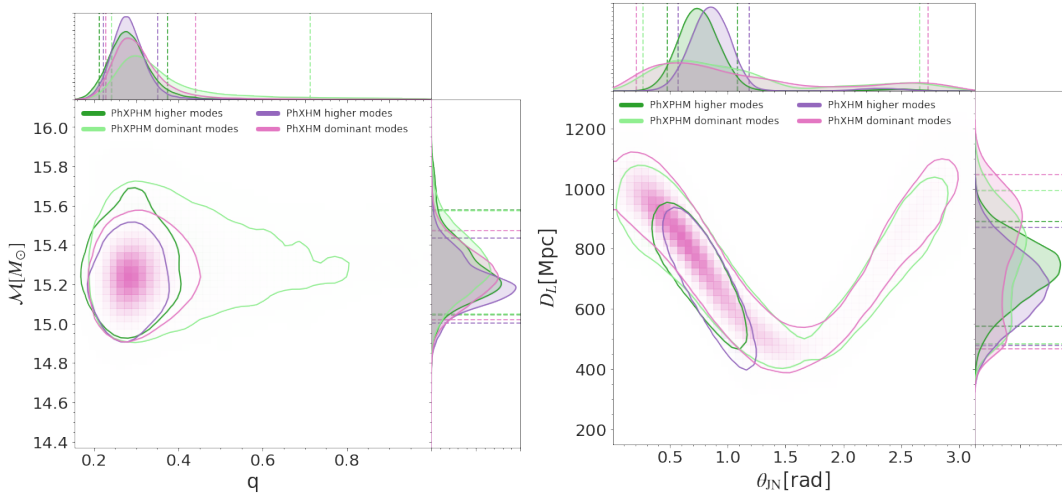 PhXPHM higher modes PhXHM higher modes
PhXPHM dominant modes PhXHM dominant modes
16.0
15.8
15.6
15.4
15.2
15.0
14.8
14.6
14.4
ℳ[M⊙]
0.2 0.4 0.6 0.8
q
PhXPHM higher modes PhXHM higher modes
PhXPHM dominant modes PhXHM dominant modes
1200
1000
800
600
400
200
D_L[Mpc]
0.5 1.0 1.5 2.0 2.5 3.0
θ_JN[rad]